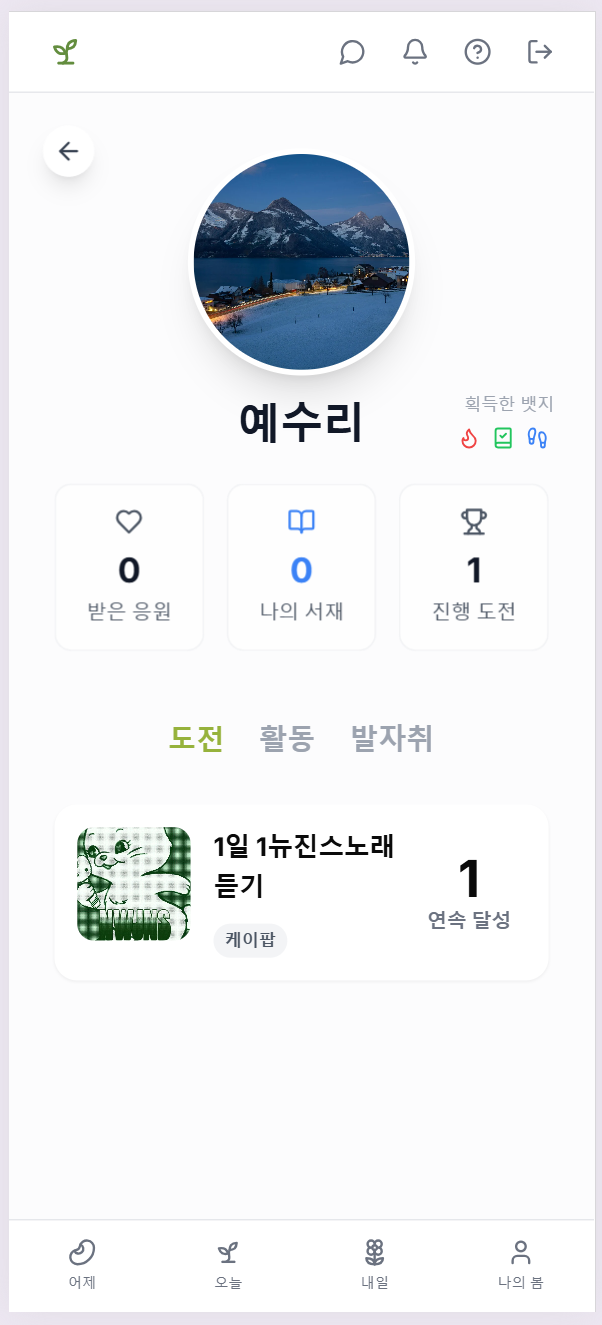 예수리
획득한 뱃지
0
받은 응원
0
나의 서재
1
진행 도전
도전 활동 발자취
1일 1뉴진스노래
듣기
케이팝
1
연속 달성
어제 오늘 내일 나의 봄